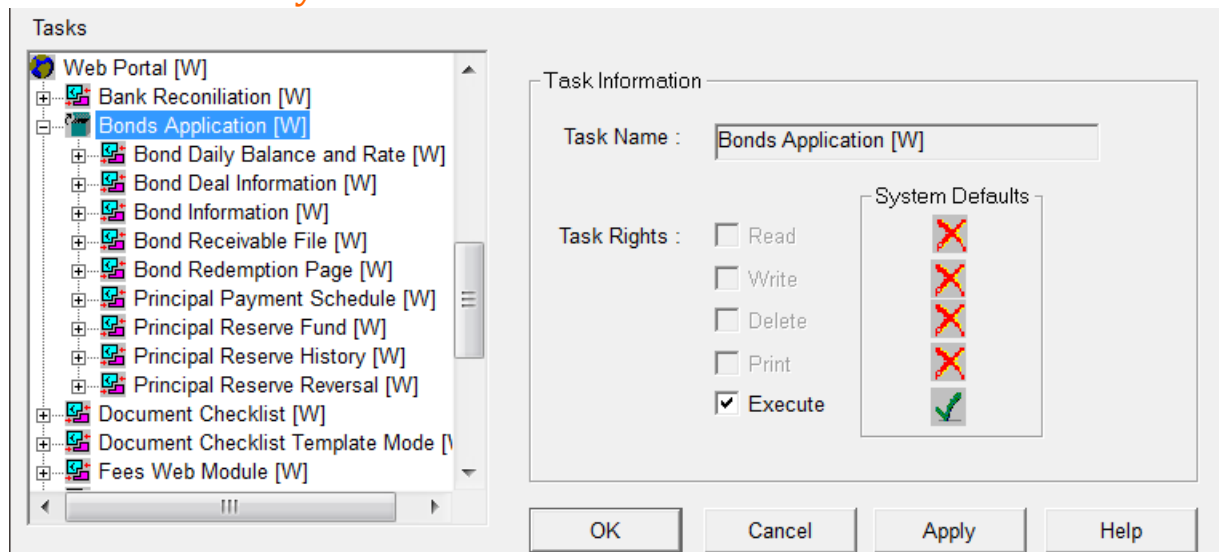 Tasks
Web Portal [W]
Bank Reconiliation [W]
Bonds Application [W]
Bond Daily Balance and Rate [W]
Bond Deal Information [W]
Bond Information [W]
Bond Receivable File [W]
Bond Redemption Page [W]
Principal Payment Schedule [W]
Principal Reserve Fund [W]
Principal Reserve History [W]
Principal Reserve Reversal [W]
Document Checklist [W]
Document Checklist Template Mode [
Fees Web Module [W]
Task Information
Task Name : Bonds Application [W]
System Defaults
Task Rights : Read
Write
Delete
Print
Execute
OK Cancel Apply Help